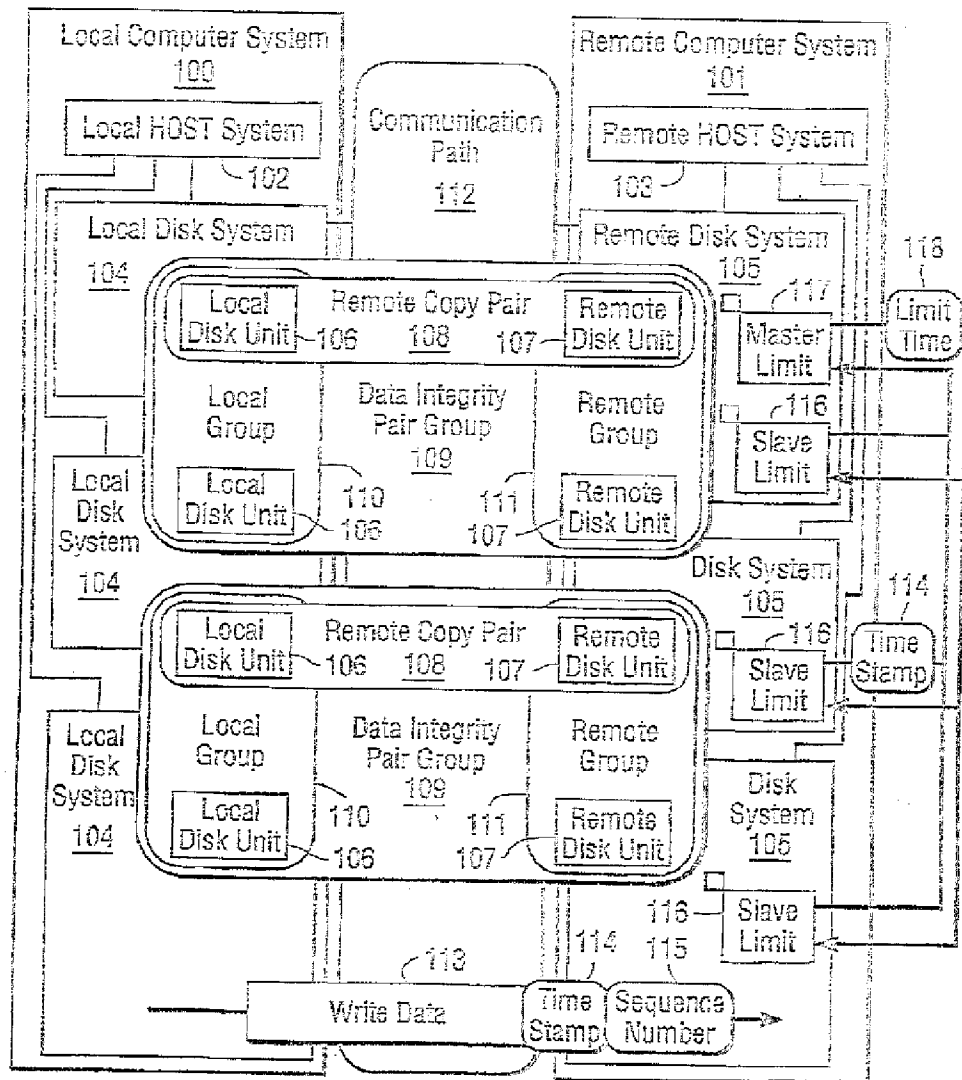 Local Computer System
100
Local HOST System
102
Communication
Path
112
Remote Computer System
101
Remote HOST System
103
Local Disk System
104
Remote Disk System
105
118
Limit
Time
117
Master
Limit
Local
Disk Unit
106
Remote Copy Pair
108
107
Remote
Disk Unit
Local
Group
Data Integrity
Pair Group
109
Remote
Group
116
Slave
Limit
Local
Disk Unit
106
110
111
107
Remote
Disk Unit
Local
Disk
System
104
Disk System
105
114
Time
Stamp
116
Slave
Limit
Local
Disk Unit
106
Remote Copy Pair
108
107
Remote
Disk Unit
Local
Group
Data Integrity
Pair Group
109
Remote
Group
Local
Disk Unit
106
110
111
107
Remote
Disk Unit
Local
Disk
System
104
Disk
System
105
116
Slave
Limit
113
Write Data
114
Time
Stamp
115
Sequence
Number